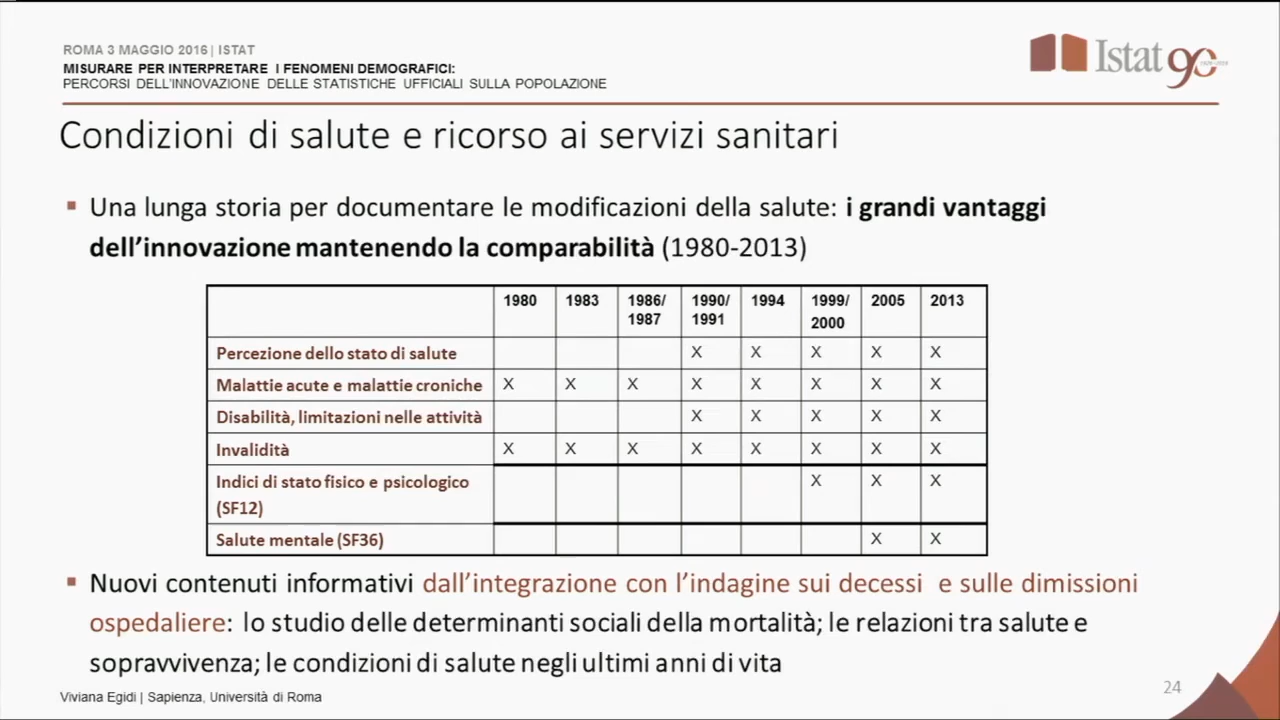 ROMA 3 MAGGIO 2016 | ISTAT
MISURARE PER INTERPRETARE I FENOMENI DEMOGRAFICI:
PERCORSI DELL'INNOVAZIONE DELLE STATISTICHE UFFICIALI SULLA POPOLAZIONE
Istat 90
Condizioni di salute e ricorso ai servizi sanitari
▪ Una lunga storia per documentare le modificazioni della salute: i grandi vantaggi
dell'innovazione mantenendo la comparabilità (1980-2013)
1980 1983 1986/ 1990/ 1994 1999/ 2005 2013
1987 1991 2000
Percezione dello stato di salute X X X X X
Malattie acute e malattie croniche X X X X X X X X
Disabilità, limitazioni nelle attività X X X X X
Invalidità X X X X X X X X
Indici di stato fisico e psicologico X X X
(SF12)
Salute mentale (SF36) X X
▪ Nuovi contenuti informativi dall'integrazione con l'indagine sui decessi e sulle dimissioni
ospedaliere: lo studio delle determinanti sociali della mortalità; le relazioni tra salute e
sopravvivenza; le condizioni di salute negli ultimi anni di vita
Viviana Egidi | Sapienza, Università di Roma
24